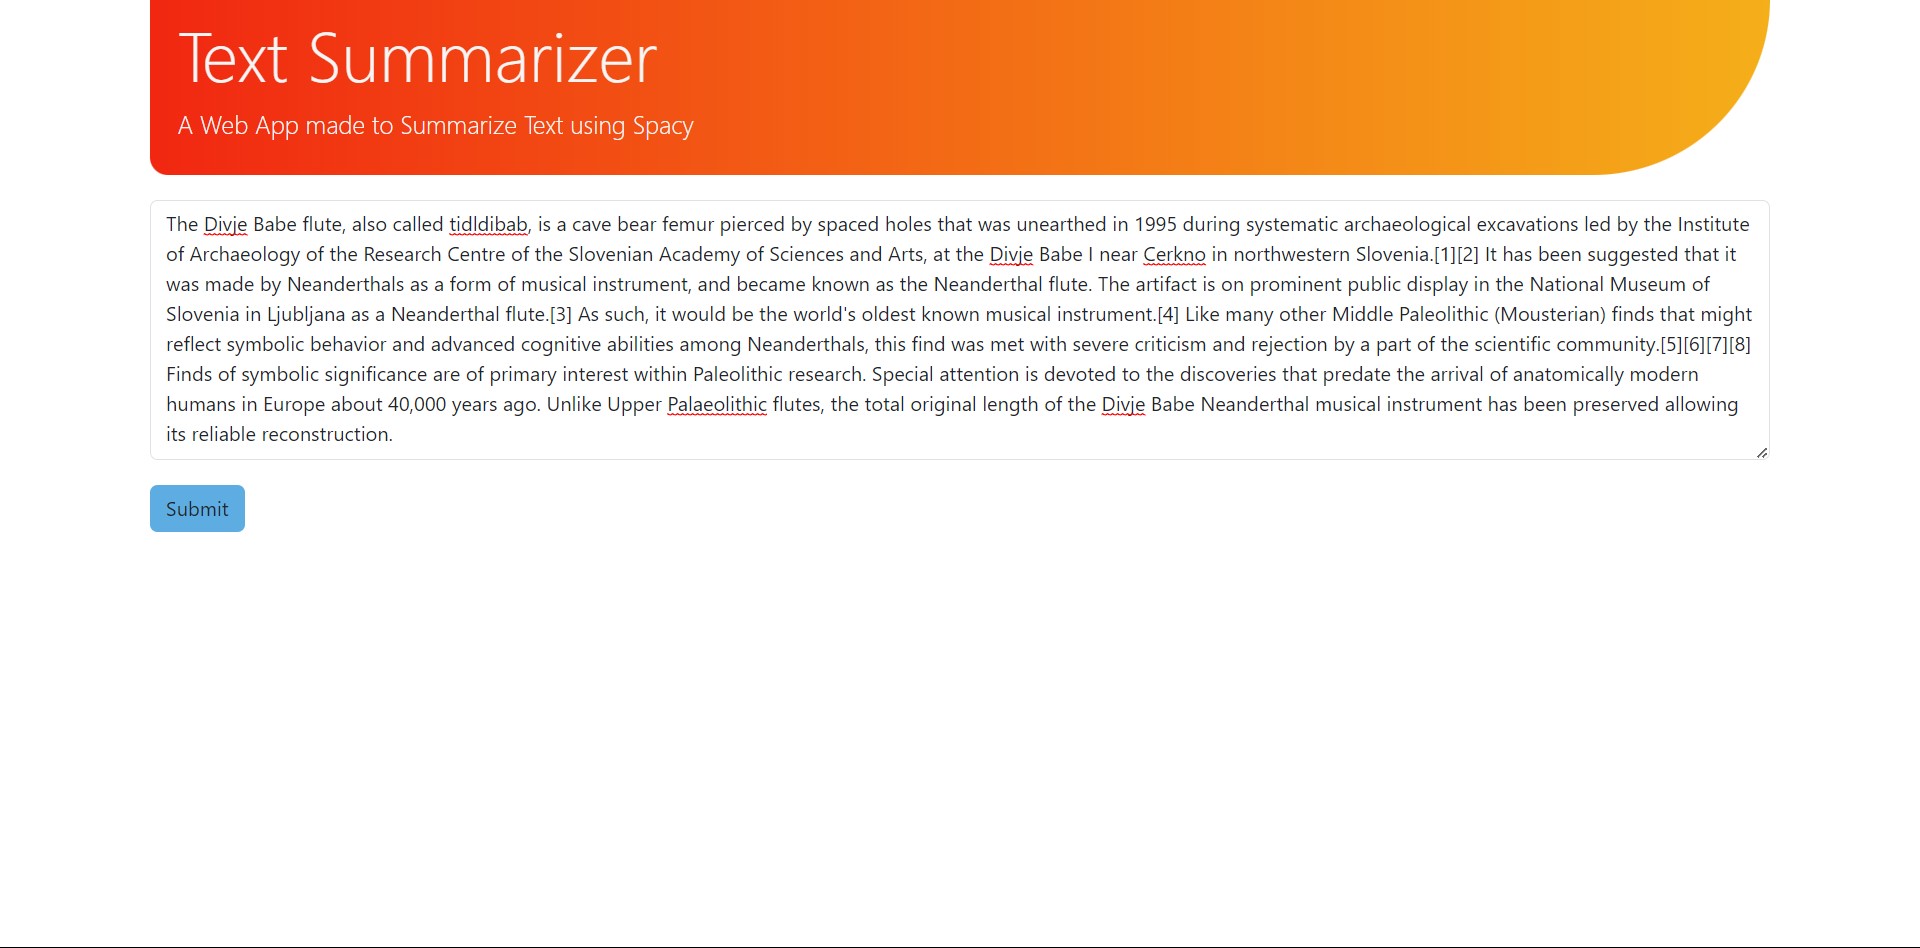 Text Summarizer
A Web App made to Summarize Text using Spacy
The Divje Babe flute, also called tidldibab, is a cave bear femur pierced by spaced holes that was unearthed in 1995 during systematic archaeological excavations led by the Institute
of Archaeology of the Research Centre of the Slovenian Academy of Sciences and Arts, at the Divje Babe I near Cerkno in northwestern Slovenia.[1][2] It has been suggested that it
was made by Neanderthals as a form of musical instrument, and became known as the Neanderthal flute. The artifact is on prominent public display in the National Museum of
Slovenia in Ljubljana as a Neanderthal flute.[3] As such, it would be the world's oldest known musical instrument.[4] Like many other Middle Paleolithic (Mousterian) finds that might
reflect symbolic behavior and advanced cognitive abilities among Neanderthals, this find was met with severe criticism and rejection by a part of the scientific community.[5][6][7][8]
Finds of symbolic significance are of primary interest within Paleolithic research. Special attention is devoted to the discoveries that predate the arrival of anatomically modern
humans in Europe about 40,000 years ago. Unlike Upper Palaeolithic flutes, the total original length of the Divje Babe Neanderthal musical instrument has been preserved allowing
its reliable reconstruction.
Submit